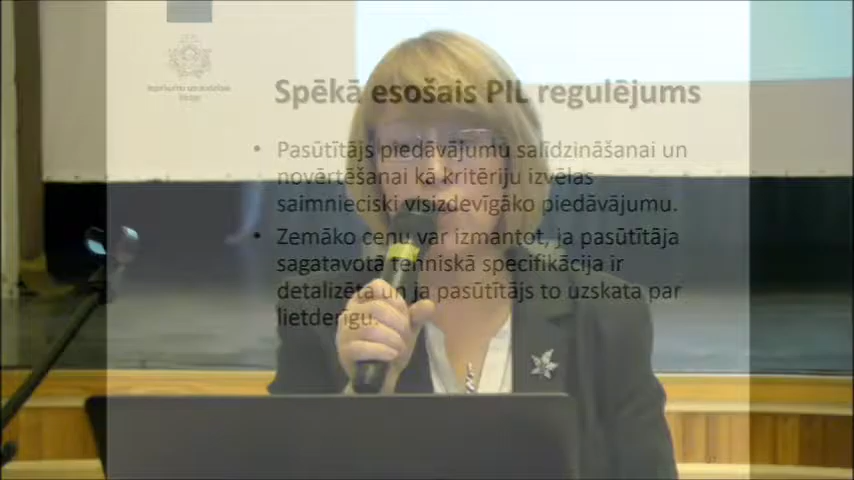 Spēkā esošais PIL regulējums
• Pasūtītājs piedāvājumu salīdzināšanai un
novērtēšanai kā kritēriju izvēlas
saimnieciski visizdevīgāko piedāvājumu.
• Zemāko cenu var izmantot, ja pasūtītāja
sagatavotā tehniskā specifikācija ir
detalizēta un ja pasūtītājs to uzskata par
lietderīgu.